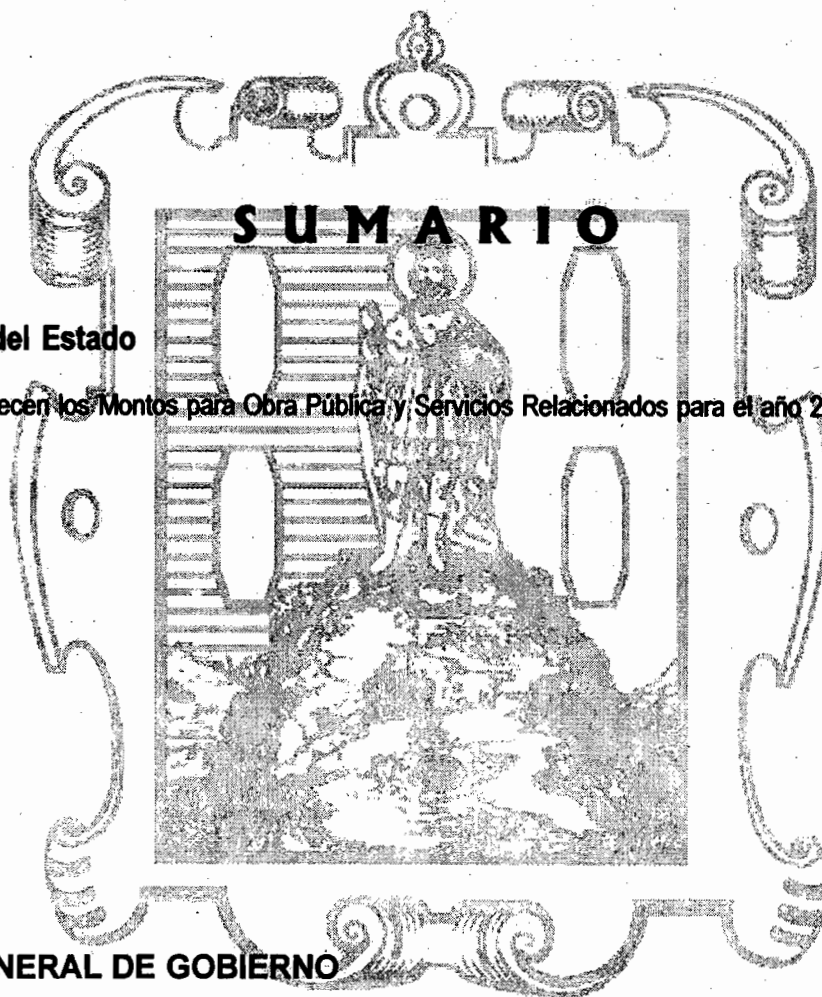 SUMARIO
del Estado
ecen los Montos para Obra Pública y Servicios Relacionados para el año 2
NERAL DE GOBIERNO